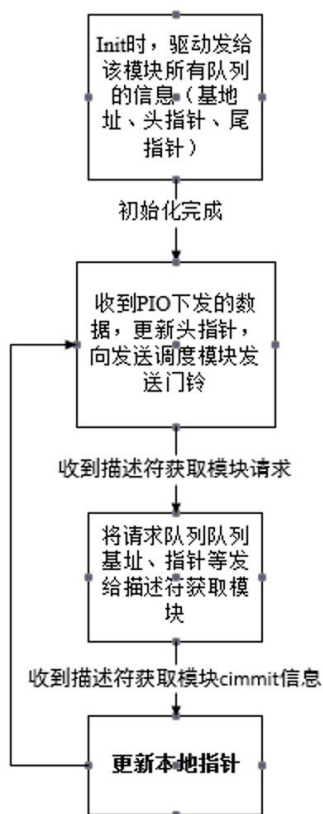 Init时，驱动发给
该模块所有队列
的信息（基地
址、头指针、尾
指针）
初始化完成
收到PIO下发的数
据，更新头指针，
向发送调度模块发
送门铃
收到描述符获取模块请求
将请求队列队列
基址、指针等发
给描述符获取模
块
收到描述符获取模块cimmit信息
更新本地指针